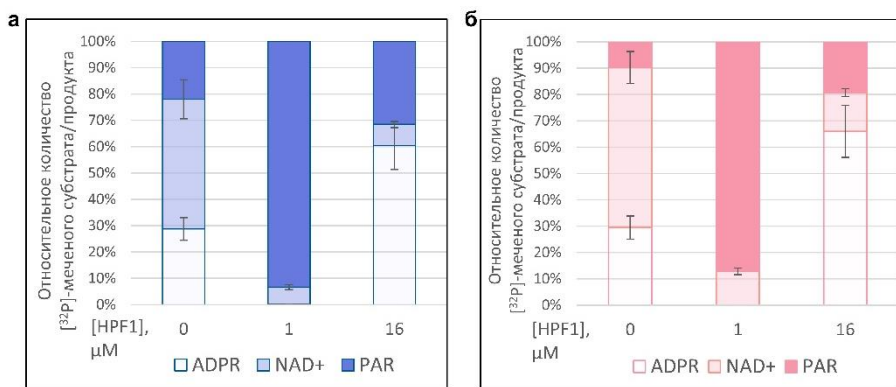 а
Относительное количество
[³²P]-меченого субстрата/продукта
100%
90%
80%
70%
60%
50%
40%
30%
20%
10%
0%
[HPF1],
μM
0
1
16
ADPR
NAD+
PAR
б
Относительное количество
[³²P]-меченого субстрата/продукта
100%
90%
80%
70%
60%
50%
40%
30%
20%
10%
0%
[HPF1],
μM
0
1
16
ADPR
NAD+
PAR